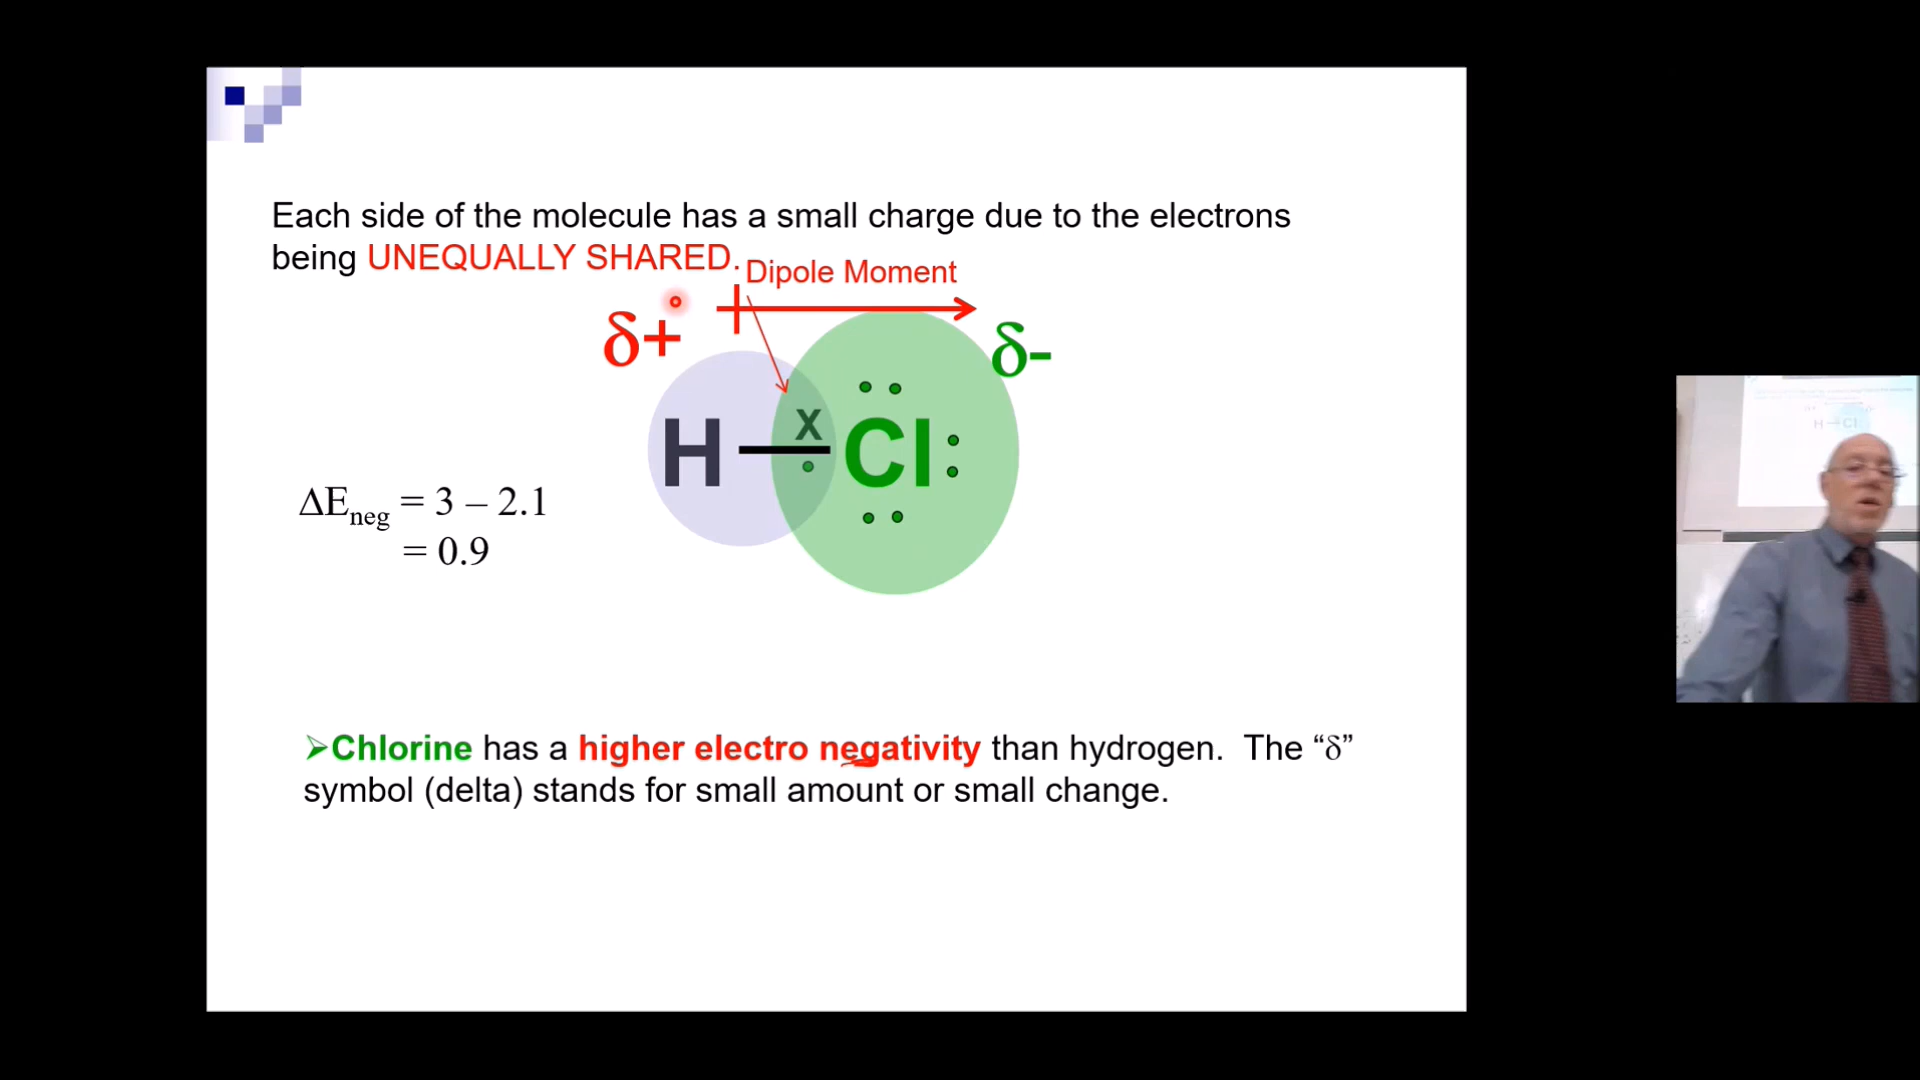 Each side of the molecule has a small charge due to the electrons
being UNEQUALLY SHARED.
Dipole Moment
δ+
δ-
H X Cl
ΔEneg = 3 – 2.1
= 0.9
➢Chlorine has a higher electro negativity than hydrogen. The “δ”
symbol (delta) stands for small amount or small change.
H Cl